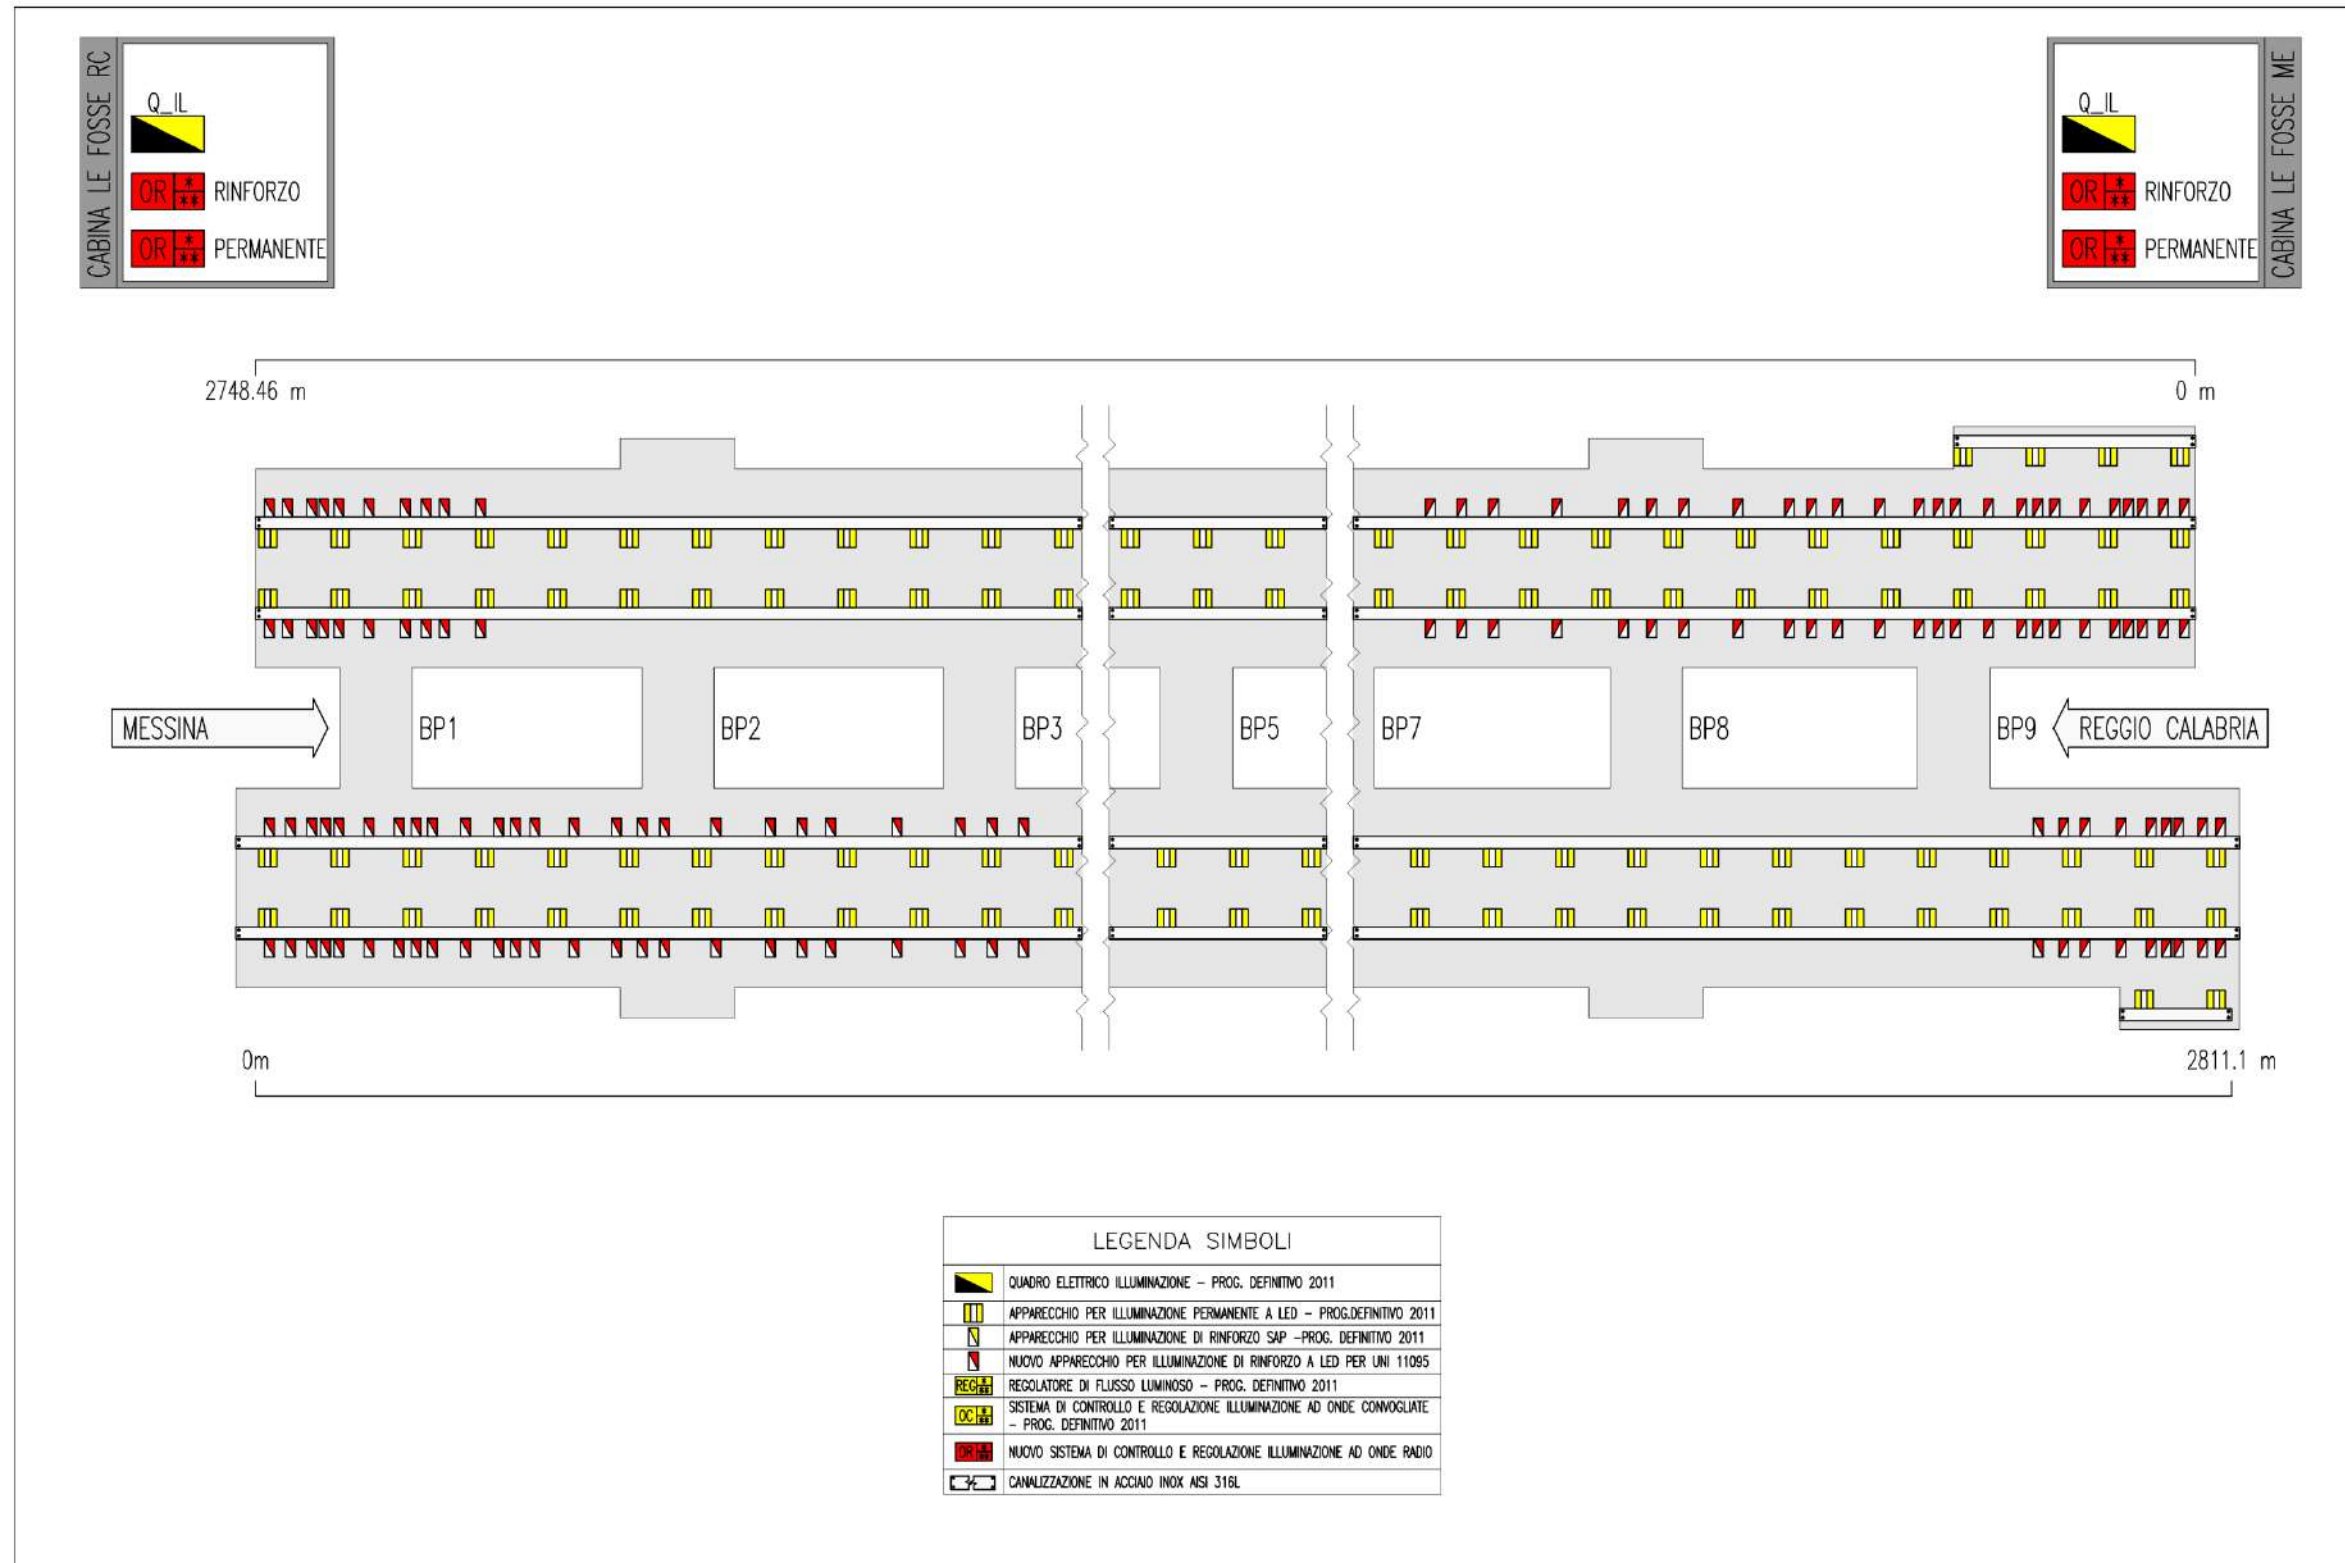 CABINA LE FOSSE RC
Q_IL
OR * ** RINFORZO
OR * ** PERMANENTE
CABINA LE FOSSE ME
Q_IL
OR * ** RINFORZO
OR * ** PERMANENTE
2748.46 m
0 m
MESSINA
BP1
BP2
BP3
BP5
BP7
BP8
BP9
REGGIO CALABRIA
0m
2811.1 m
LEGENDA SIMBOLI
QUADRO ELETTRICO ILLUMINAZIONE – PROG. DEFINITIVO 2011
APPARECCHIO PER ILLUMINAZIONE PERMANENTE A LED – PROG.DEFINITIVO 2011
APPARECCHIO PER ILLUMINAZIONE DI RINFORZO SAP –PROG. DEFINITIVO 2011
NUOVO APPARECCHIO PER ILLUMINAZIONE DI RINFORZO A LED PER UNI 11095
REG * ** REGOLATORE DI FLUSSO LUMINOSO – PROG. DEFINITIVO 2011
OC * ** SISTEMA DI CONTROLLO E REGOLAZIONE ILLUMINAZIONE AD ONDE CONVOGLIATE
– PROG. DEFINITIVO 2011
OR * ** NUOVO SISTEMA DI CONTROLLO E REGOLAZIONE ILLUMINAZIONE AD ONDE RADIO
CANALIZZAZIONE IN ACCIAIO INOX AISI 316L